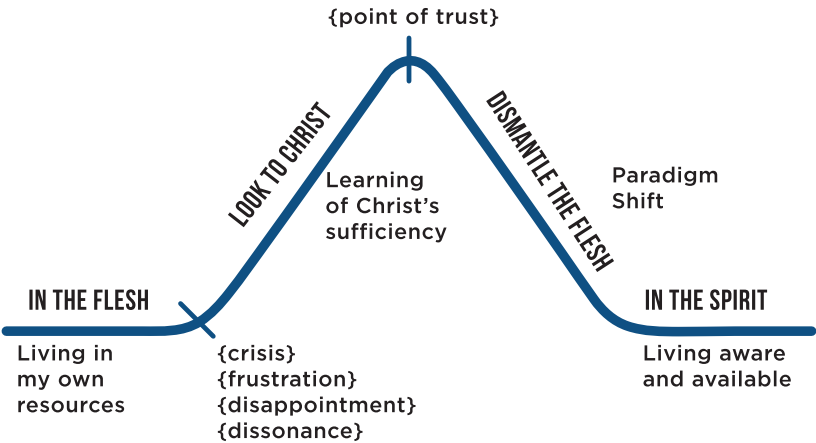 {point of trust}
LOOK TO CHRIST
DISMANTLE THE FLESH
Learning
of Christ's
sufficiency
Paradigm
Shift
IN THE FLESH
Living in
my own
resources
{crisis}
{frustration}
{disappointment}
{dissonance}
IN THE SPIRIT
Living aware
and available